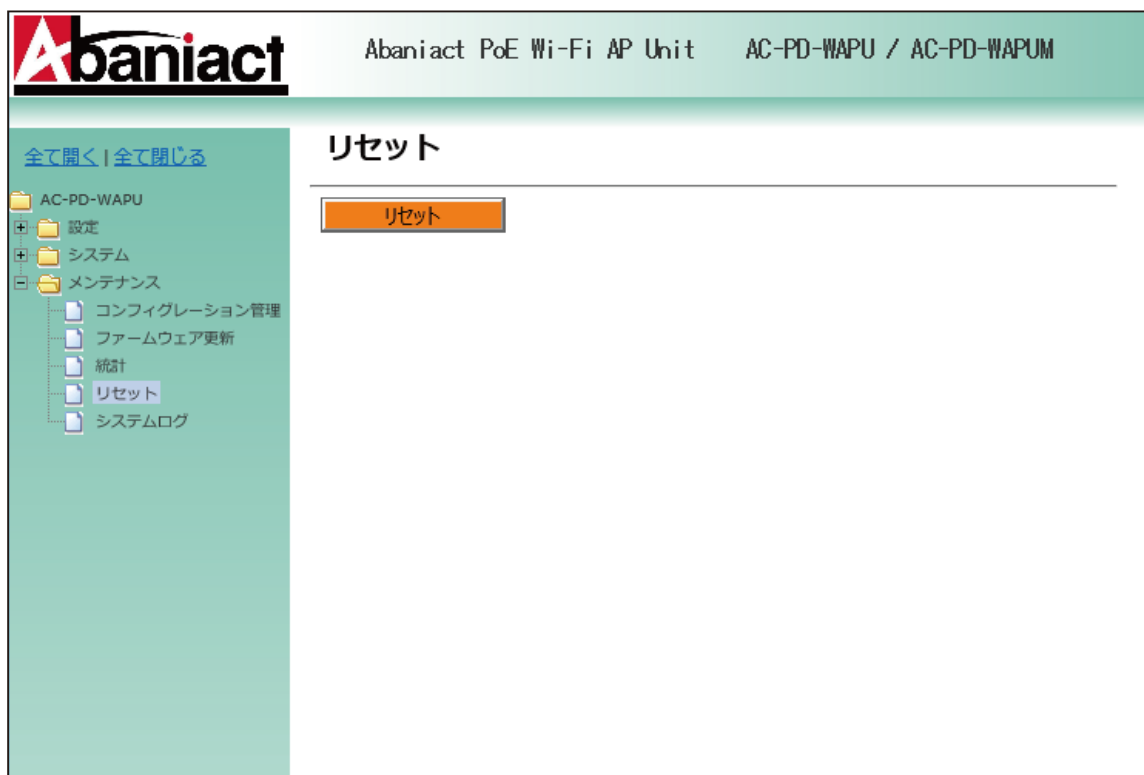 Abaniact
Abaniact PoE Wi-Fi AP Unit AC-PD-WAPU / AC-PD-WAPUM
全て開く | 全て閉じる
AC-PD-WAPU
設定
システム
メンテナンス
コンフィグレーション管理
ファームウェア更新
統計
リセット
システムログ
リセット
リセット